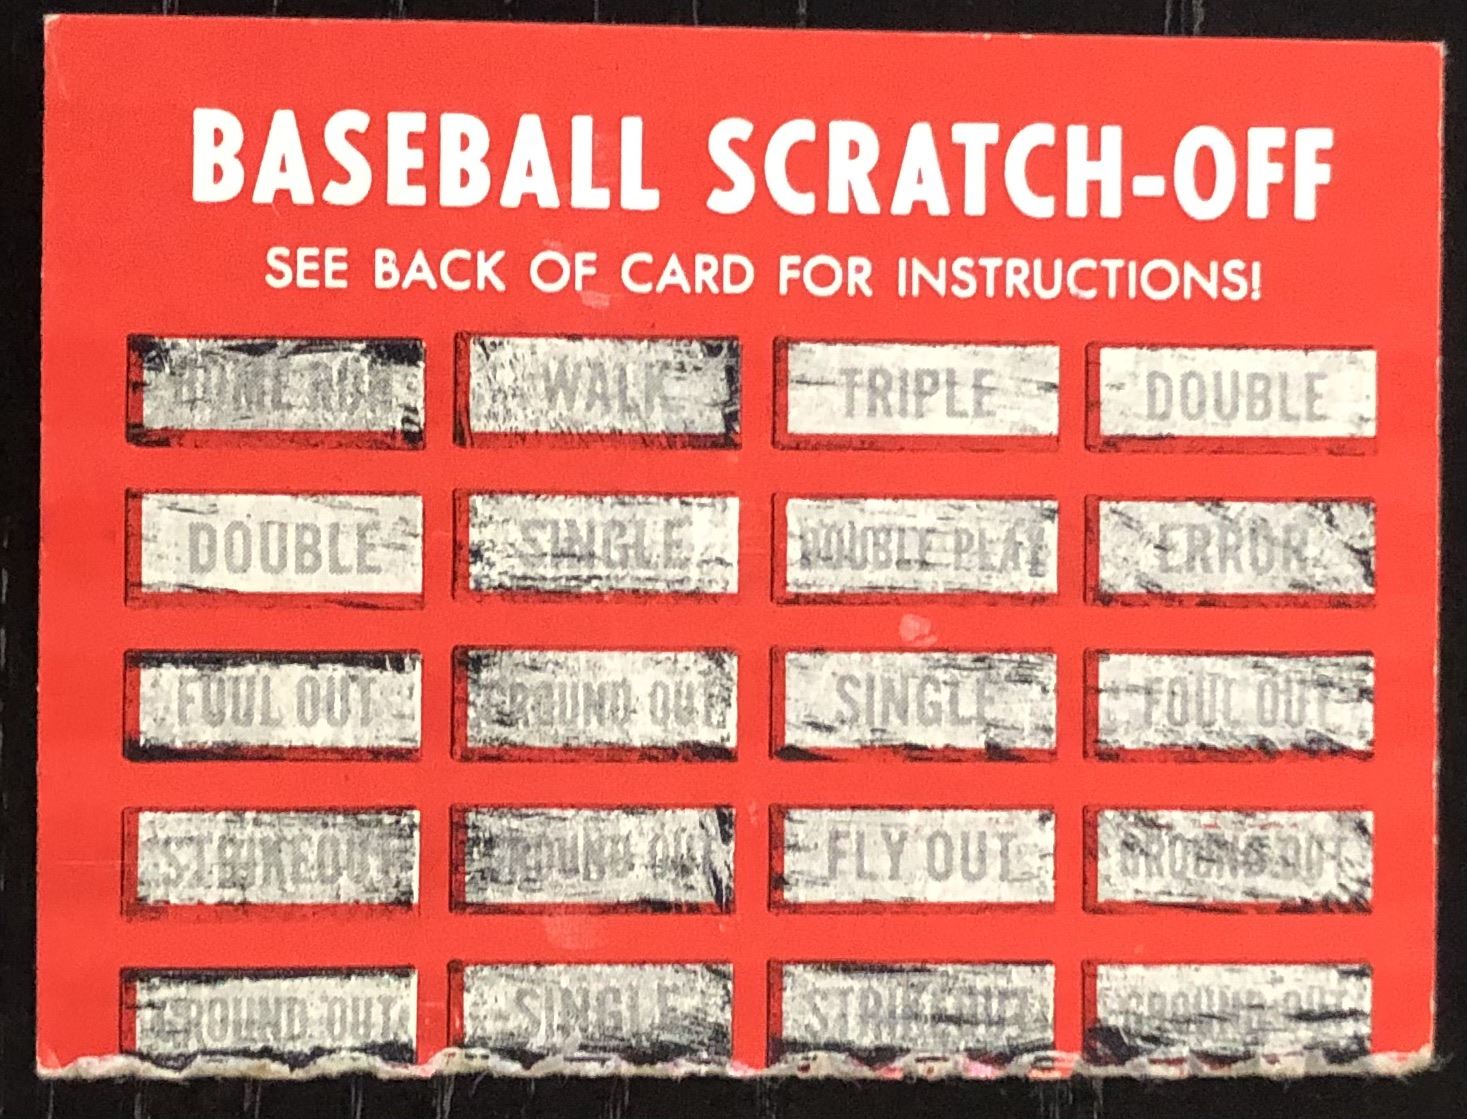 BASEBALL SCRATCH-OFF
SEE BACK OF CARD FOR INSTRUCTIONS!
HOME RUN WALK TRIPLE DOUBLE
DOUBLE SINGLE DOUBLE PLAY ERROR
FOUL OUT GROUND OUT SINGLE FOUL OUT
STRIKEOUT GROUND OUT FLY OUT GROUND OUT
GROUND OUT SINGLE STRIKEOUT GROUND OUT